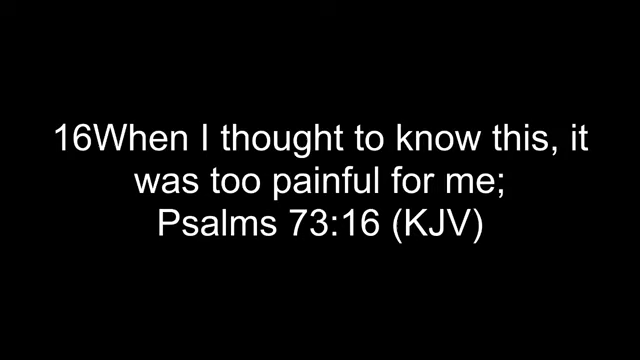 16When I thought to know this, it
was too painful for me;
Psalms 73:16 (KJV)